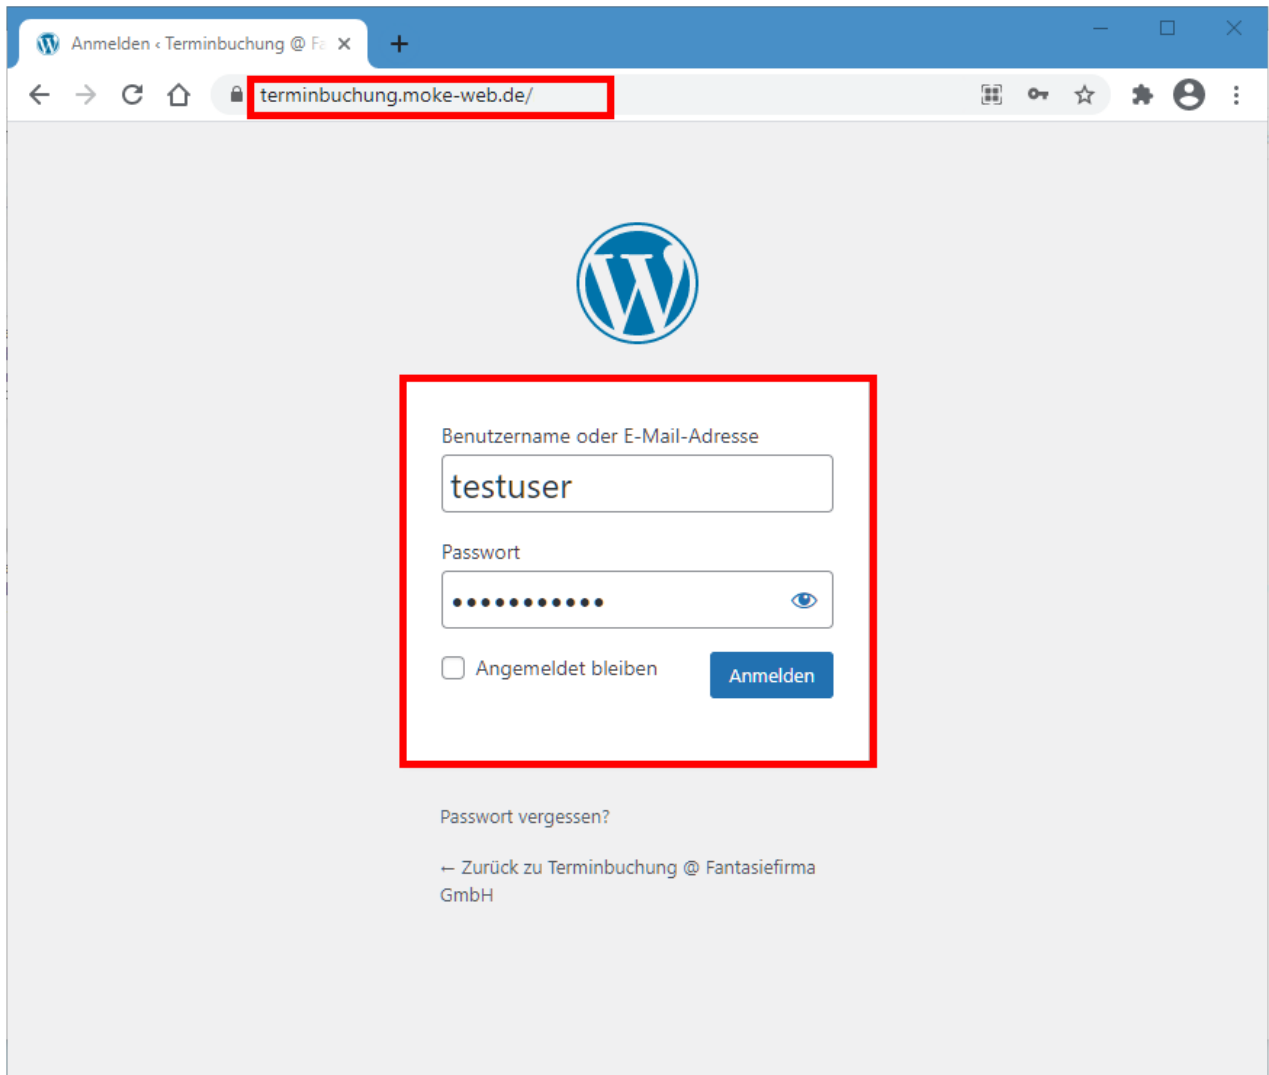 Anmelden ‹ Terminbuchung @ Fa
terminbuchung.moke-web.de/
Benutzername oder E-Mail-Adresse
testuser
Passwort
•••••••••••
Angemeldet bleiben
Anmelden
Passwort vergessen?
← Zurück zu Terminbuchung @ Fantasiefirma
GmbH